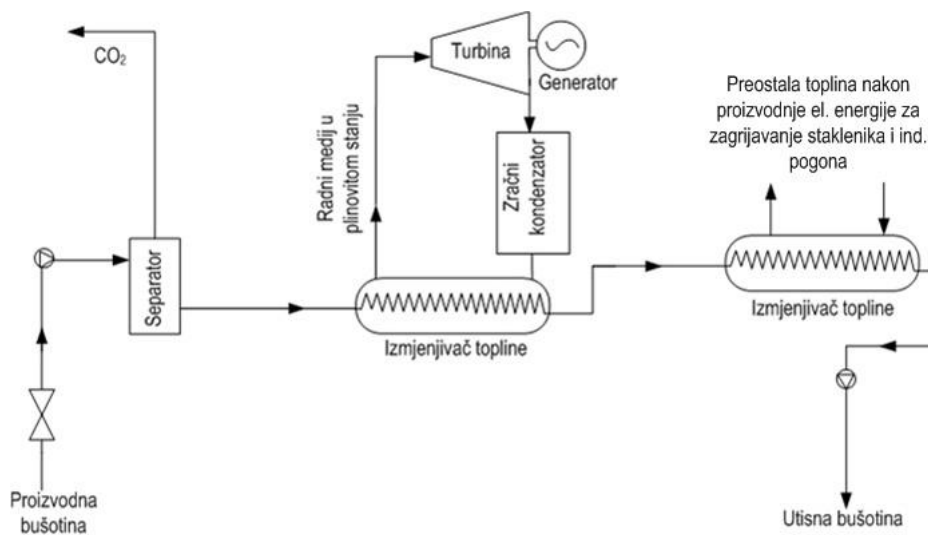 CO2
Turbina
Generator
Preostala toplina nakon
proizvodnje el. energije za
zagrijavanje staklenika i ind.
pogona
Radni medij u
plinovitom stanju
Zračni
kondenzator
Separator
Izmjenjivač topline
Izmjenjivač topline
Proizvodna
bušotina
Utisna bušotina